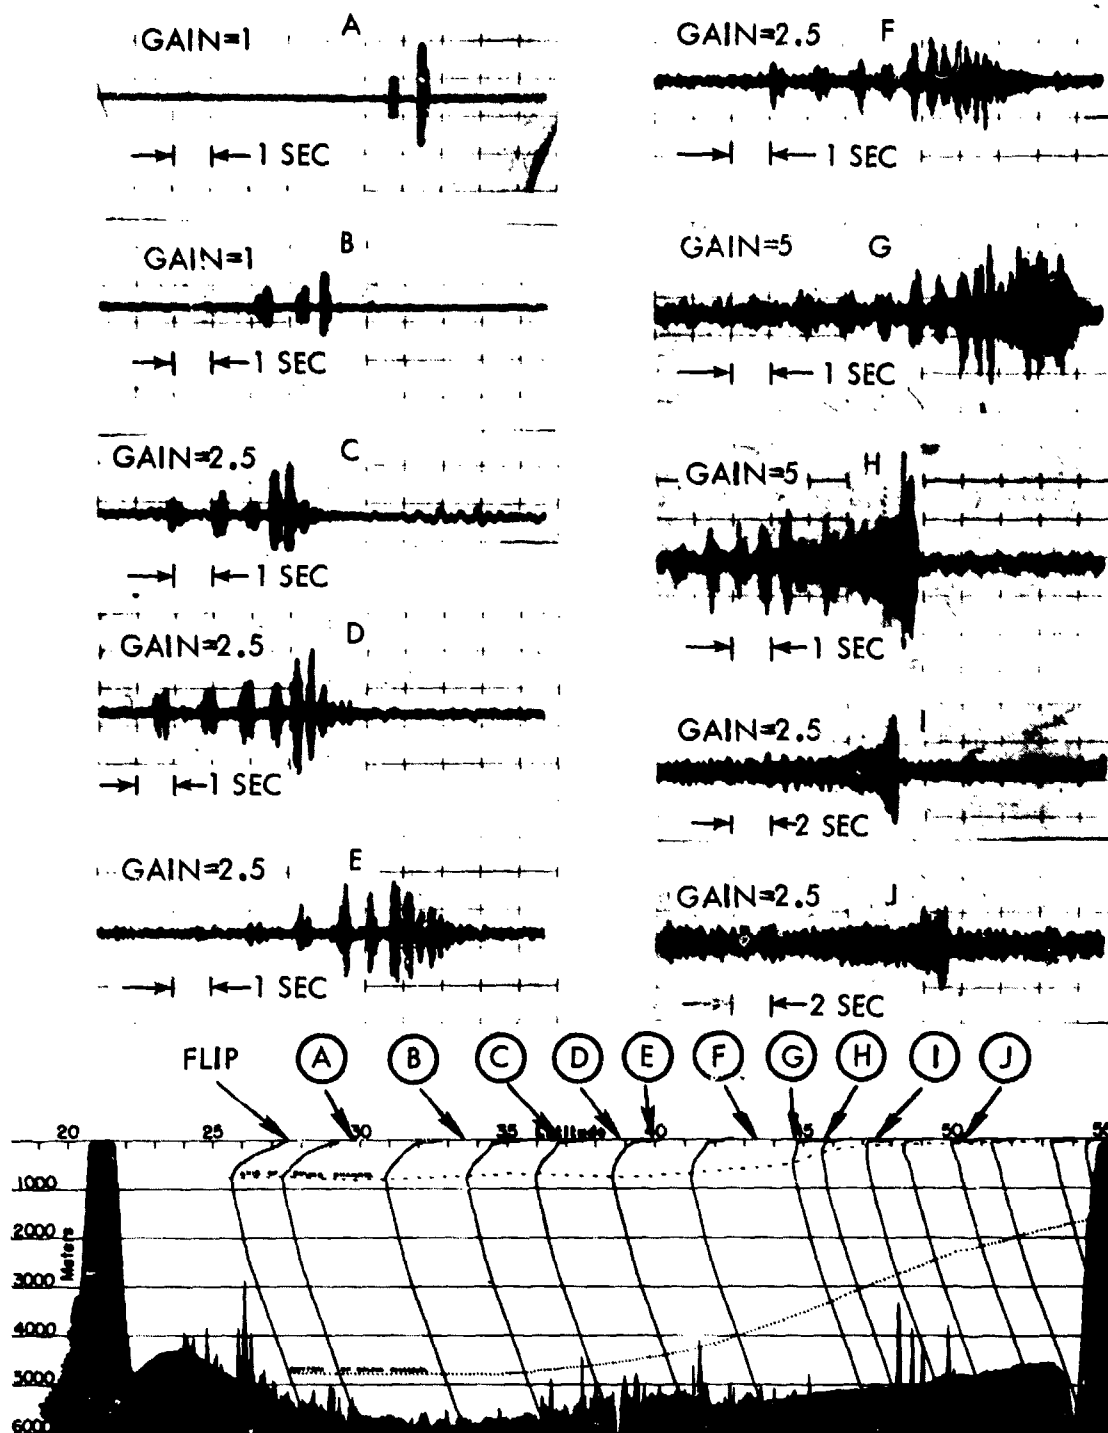 GAIN=1 A
1 SEC
GAIN=1 B
1 SEC
GAIN=2.5 C
1 SEC
GAIN=2.5 D
1 SEC
GAIN=2.5 E
1 SEC
GAIN=2.5 F
1 SEC
GAIN=5 G
1 SEC
GAIN=5 H
1 SEC
GAIN=2.5 I
2 SEC
GAIN=2.5 J
2 SEC
FLIP A B C D E F G H I J
20 25 30 35 Latitude 40 45 50 55
1000
2000
3000
4000
5000
6000
Meters